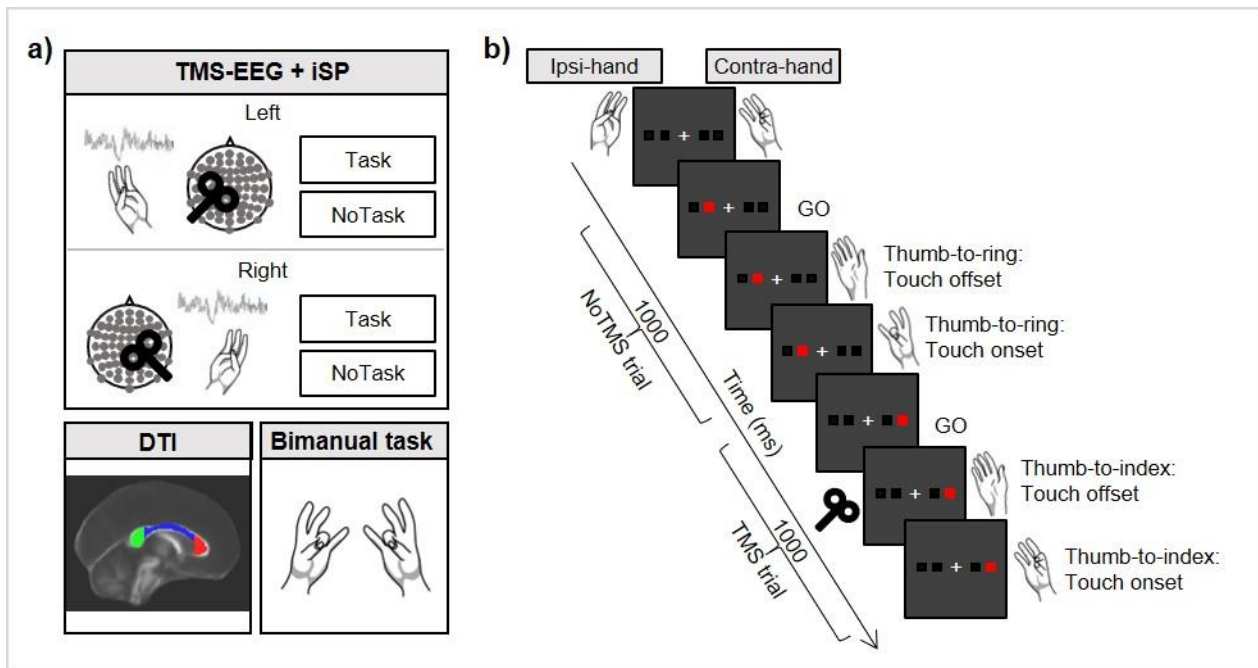 a)
TMS-EEG + iSP
Left
Task
NoTask
Right
Task
NoTask
DTI
Bimanual task
b)
Ipsi-hand
Contra-hand
GO
Thumb-to-ring:
Touch offset
Thumb-to-ring:
Touch onset
GO
Thumb-to-index:
Touch offset
Thumb-to-index:
Touch onset
1000
NoTMS trial
Time (ms)
1000
TMS trial